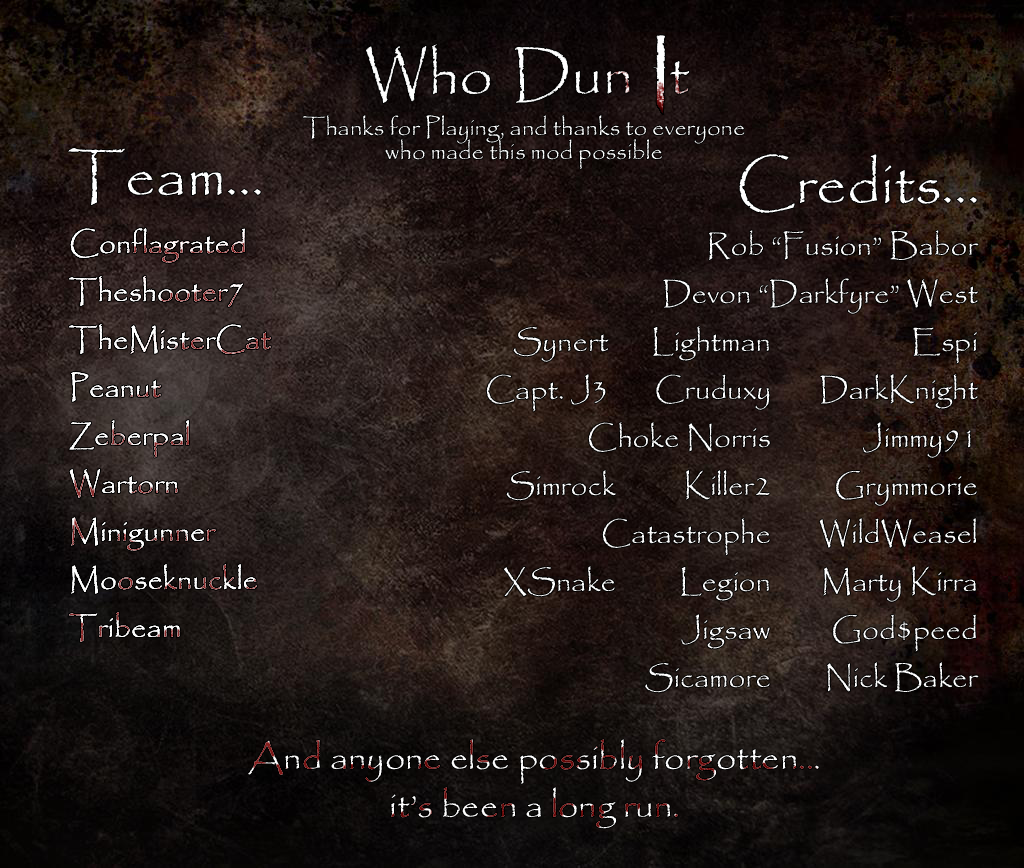 Who Dun It
Thanks for Playing, and thanks to everyone
who made this mod possible
Team...
Conflagrated
Theshooter7
TheMisterCat
Peanut
Zeberpal
Wartorn
Minigunner
Mooseknuckle
Tribeam
Credits...
Rob “Fusion” Babor
Devon “Darkfyre” West
Synert Lightman Espi
Capt. J3 Cruduxy DarkKnight
Choke Norris Jimmy91
Simrock Killer2 Grymmorie
Catastrophe WildWeasel
XSnake Legion Marty Kirra
Jigsaw God$peed
Sicamore Nick Baker
And anyone else possibly forgotten...
it's been a long run.